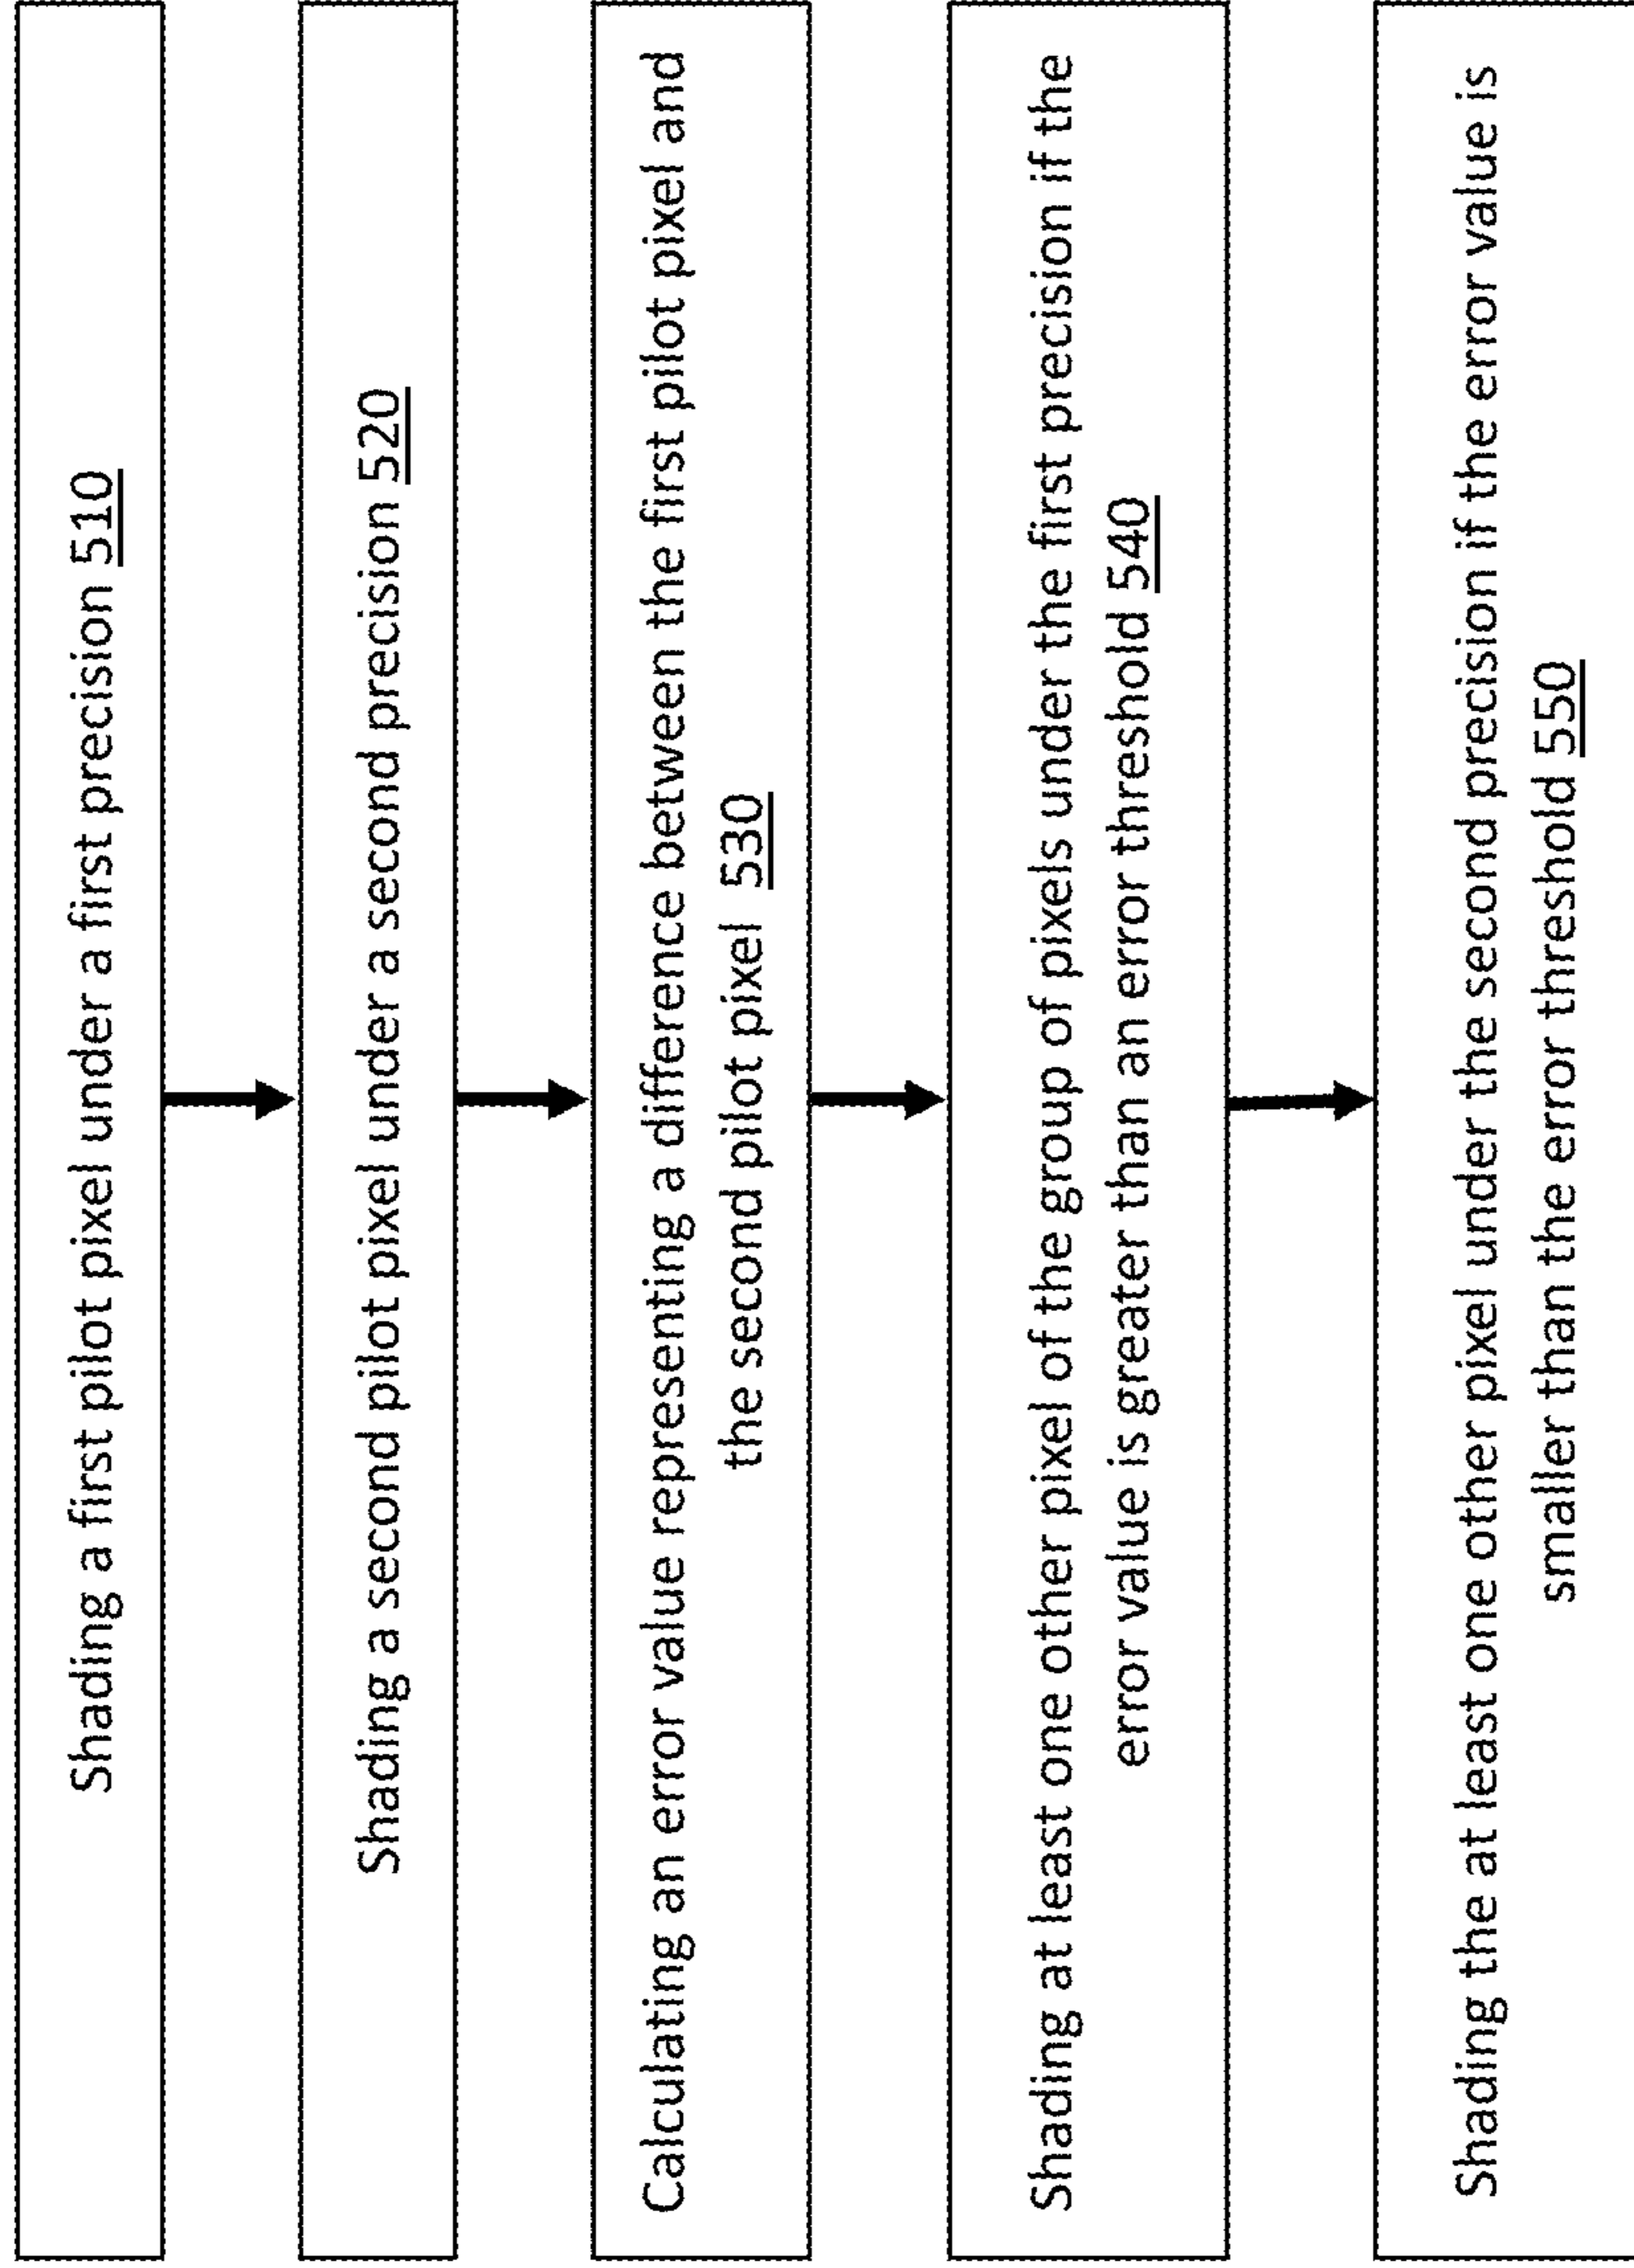 Shading a first pilot pixel under a first precision 510
Shading a second pilot pixel under a second precision 520
Calculating an error value representing a difference between the first pilot pixel and
the second pilot pixel 530
Shading at least one other pixel of the group of pixels under the first precision if the
error value is greater than an error threshold 540
Shading the at least one other pixel under the second precision if the error value is
smaller than the error threshold 550